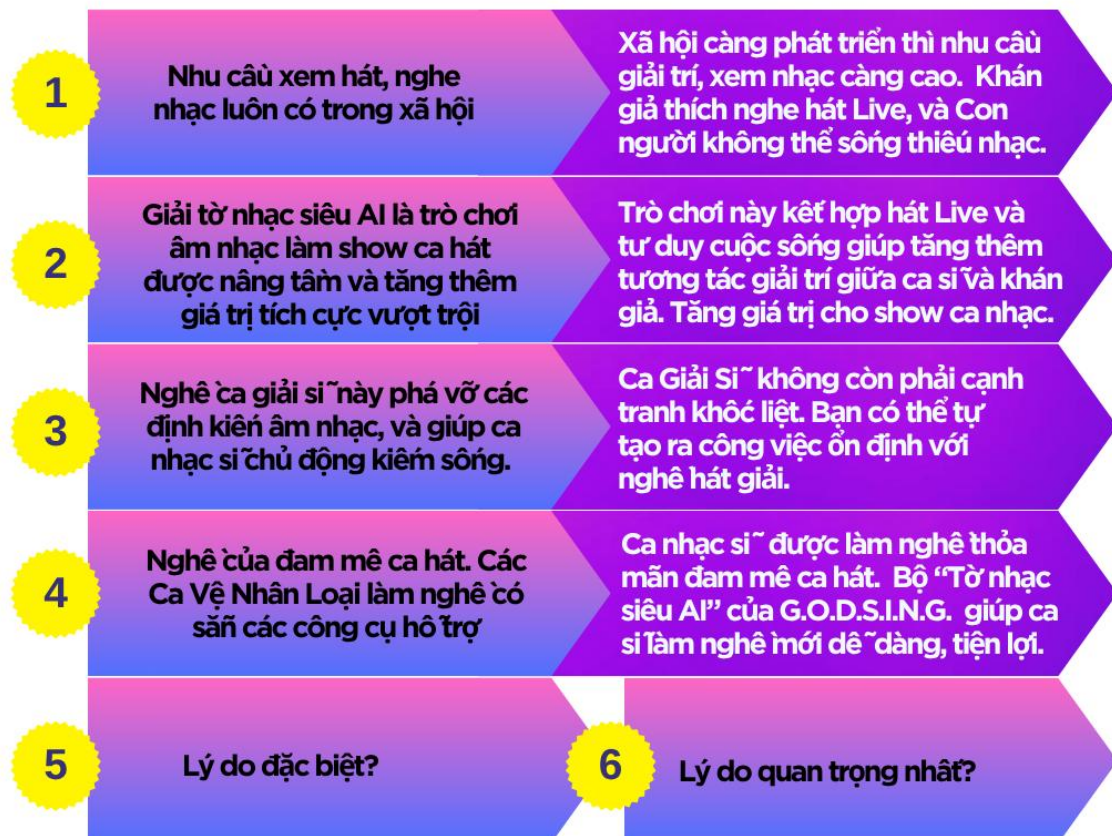 1
Nhu cầu xem hát, nghe
nhạc luôn có trong xã hội
Xã hội càng phát triển thì nhu cầu
giải trí, xem nhạc càng cao. Khán
giả thích nghe hát Live, và Con
người không thể sống thiếu nhạc.
2
Giải tờ nhạc siêu AI là trò chơi
âm nhạc làm show ca hát
được nâng tầm và tăng thêm
giá trị tích cực vượt trội
Trò chơi này kết hợp hát Live và
tư duy cuộc sống giúp tăng thêm
tương tác giải trí giữa ca sĩ và khán
giả. Tăng giá trị cho show ca nhạc.
3
Nghề ca giải sĩ này phá vỡ các
định kiến âm nhạc, và giúp ca
nhạc sĩ chủ động kiếm sống.
Ca Giải Sĩ không còn phải cạnh
tranh khốc liệt. Bạn có thể tự
tạo ra công việc ổn định với
nghề hát giải.
4
Nghề của đam mê ca hát. Các
Ca Vệ Nhân Loại làm nghề có
sẵn các công cụ hỗ trợ
Ca nhạc sĩ được làm nghề thỏa
mãn đam mê ca hát. Bộ “Tờ nhạc
siêu AI” của G.O.D.S.I.N.G. giúp ca
sĩ làm nghề mới dễ dàng, tiện lợi.
5
Lý do đặc biệt?
6
Lý do quan trọng nhất?